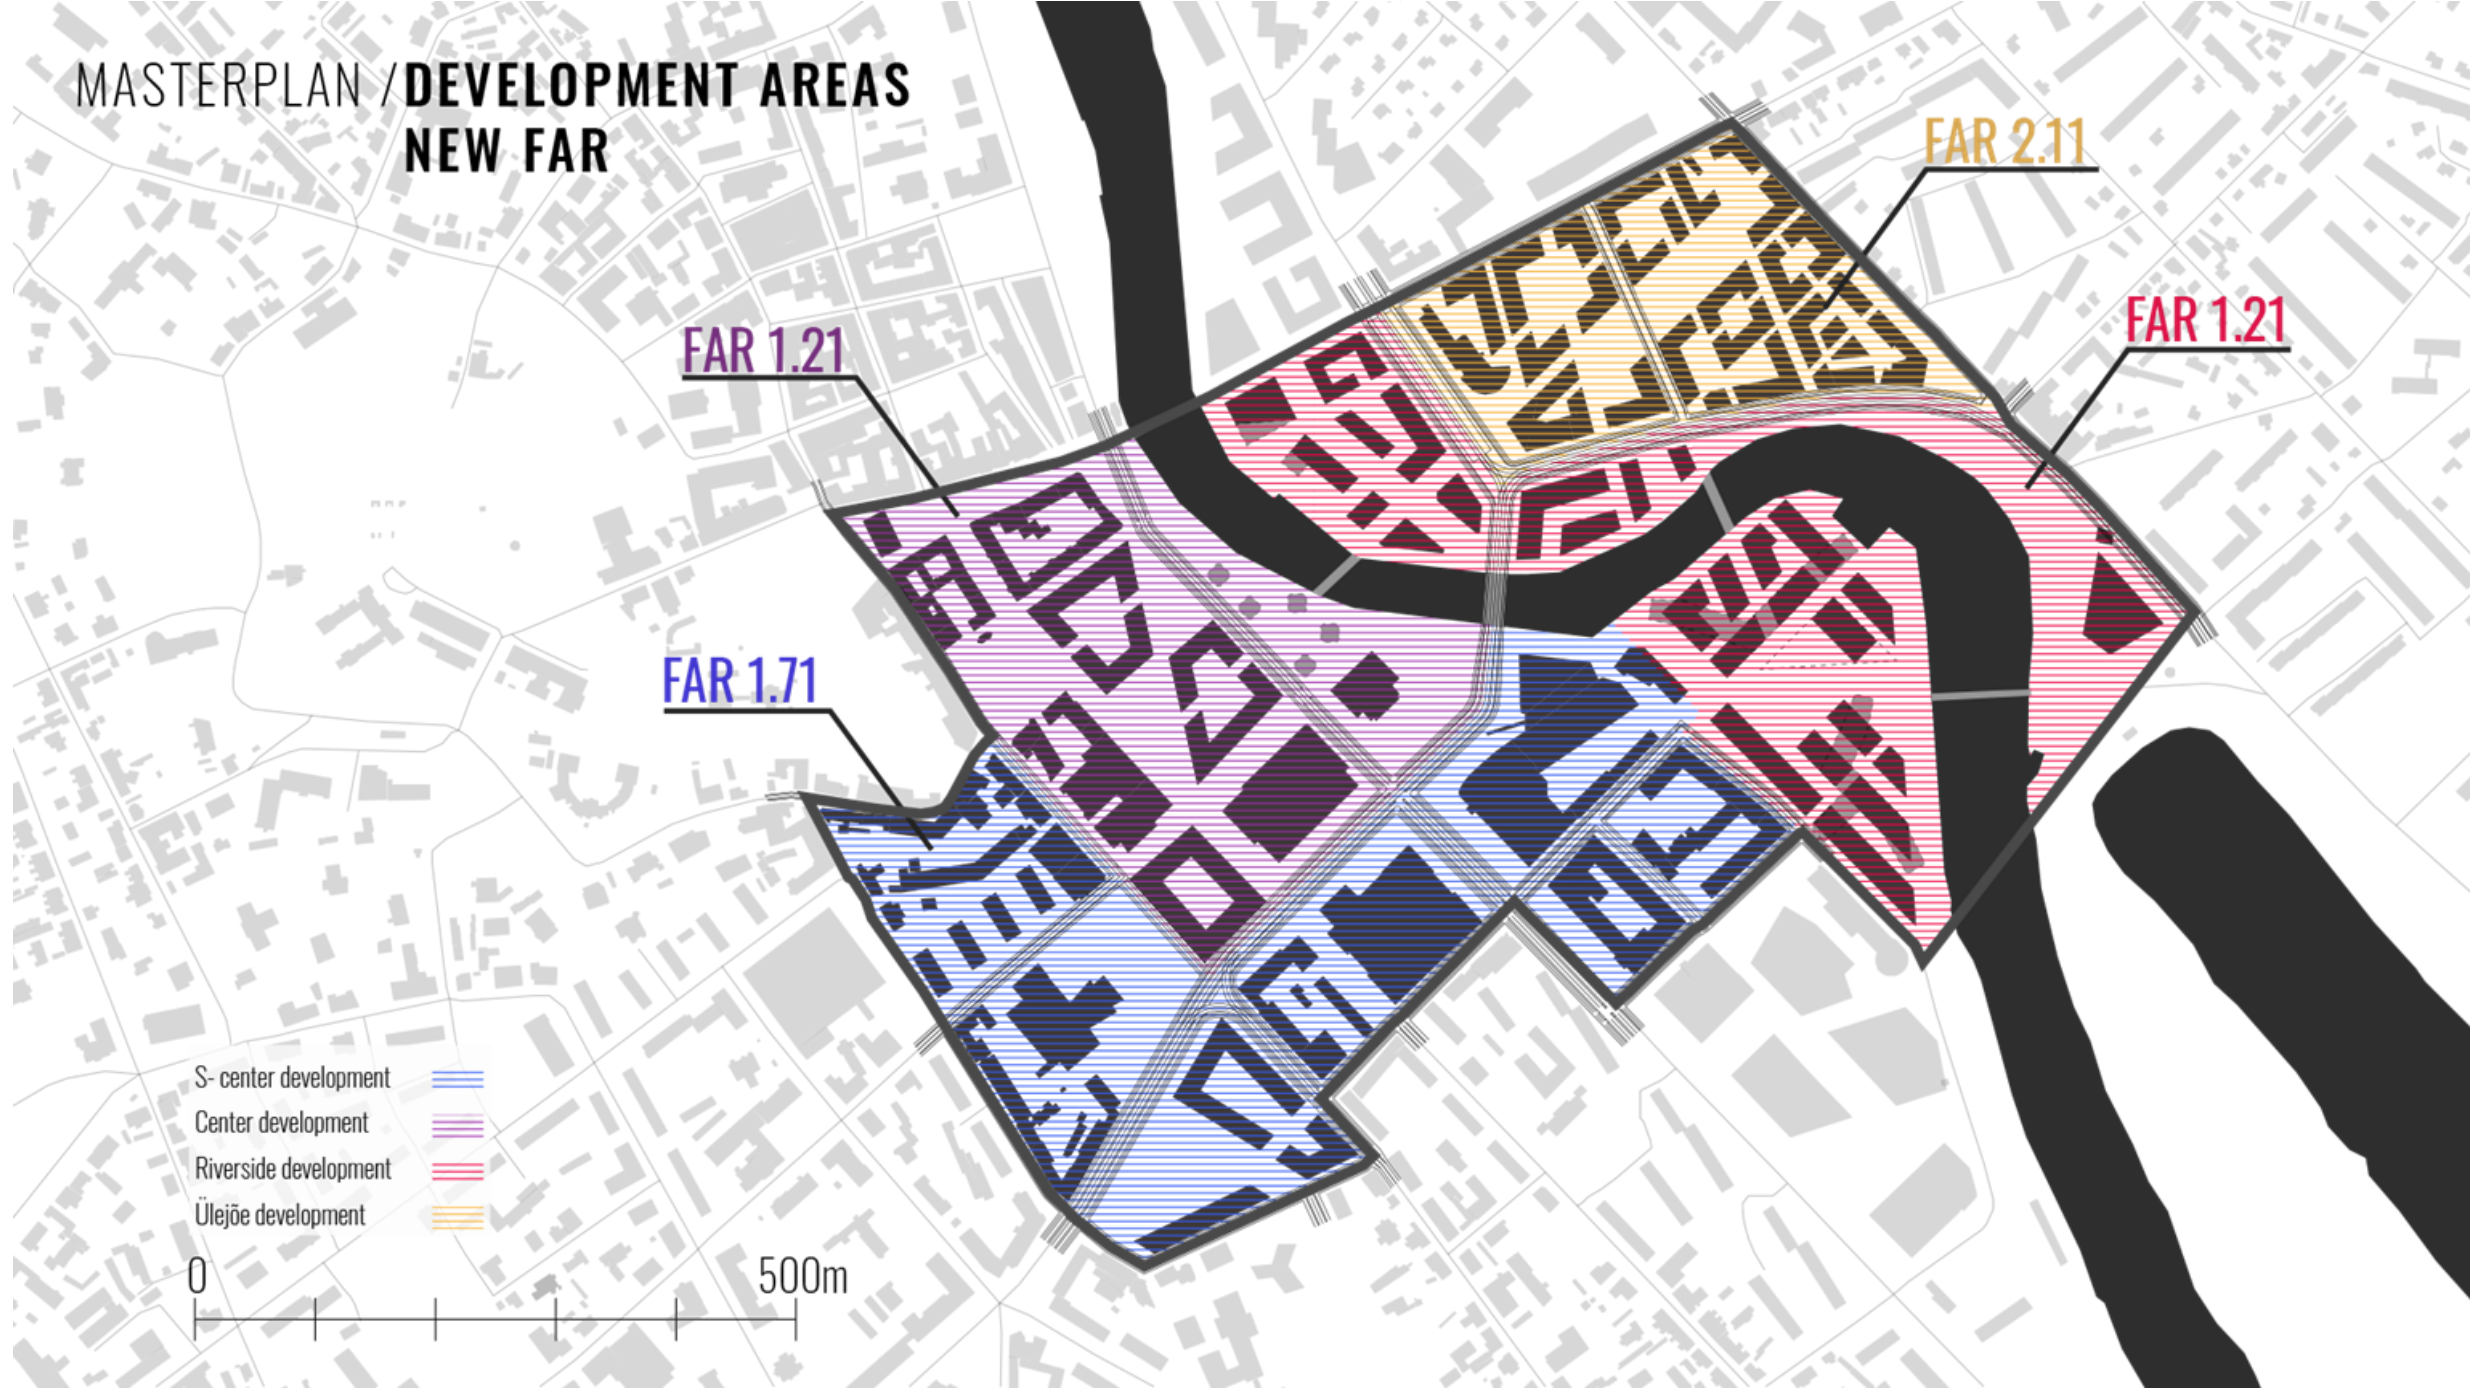 MASTERPLAN / DEVELOPMENT AREAS
NEW FAR
FAR 2.11
FAR 1.21
FAR 1.21
FAR 1.71
S- center development
Center development
Riverside development
Ülejõe development
0 500m